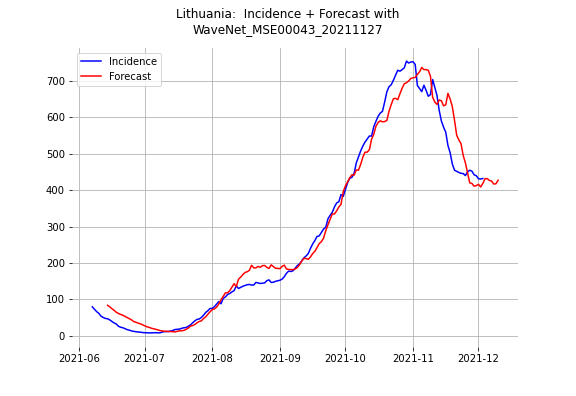 Lithuania:  Incidence + Forecast with
WaveNet_MSE00043_20211127
Incidence
Forecast
700
600
500
400
300
200
100
0
2021-06 2021-07 2021-08 2021-09 2021-10 2021-11 2021-12